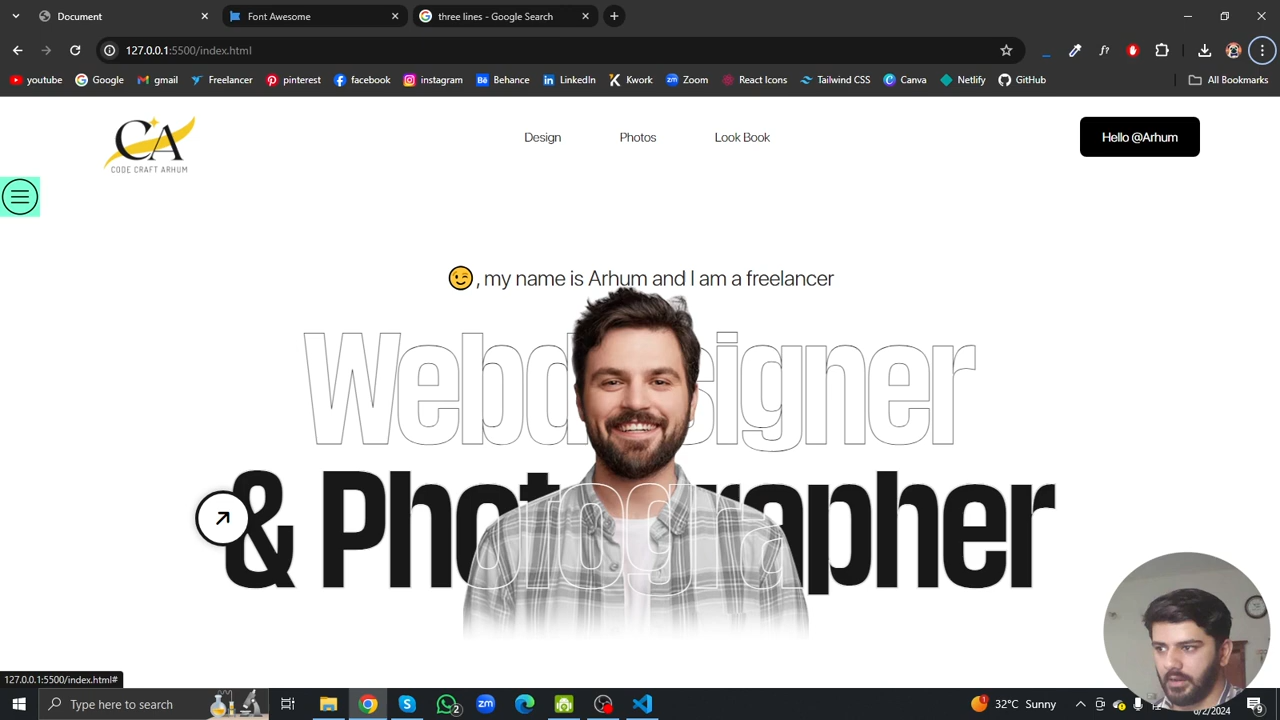 Document
Font Awesome
three lines - Google Search
127.0.0.1:5500/index.html
youtube
Google
gmail
Freelancer
pinterest
facebook
instagram
Behance
LinkedIn
Kwork
Zoom
React Icons
Tailwind CSS
Canva
Netlify
GitHub
All Bookmarks
CA
CODE CRAFT ARHUM
Design
Photos
Look Book
Hello @Arhum
, my name is Arhum and I am a freelancer
Webdesigner
& Photographer
127.0.0.1:5500/index.html#
Type here to search
32°C Sunny
6/2/2024